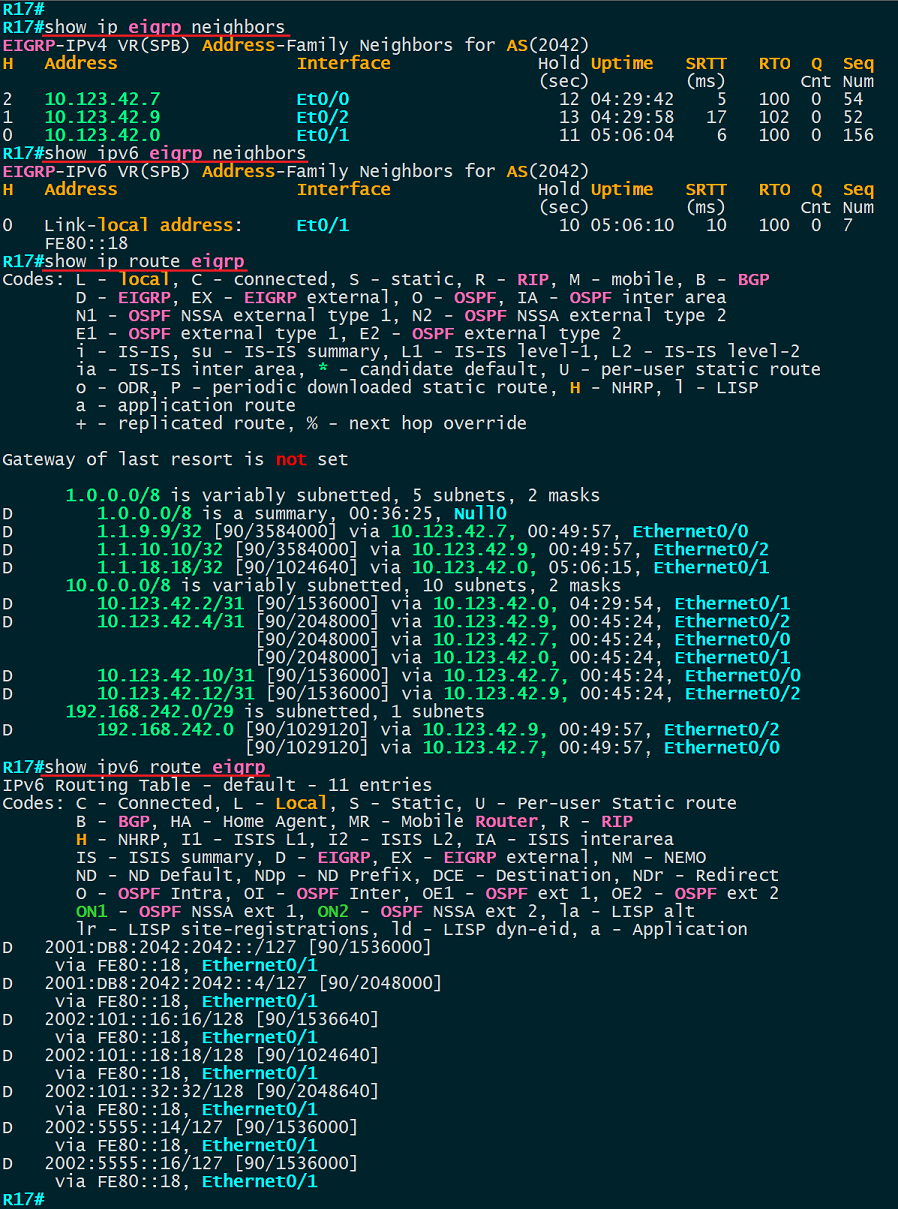 R17#
R17#show ip eigrp neighbors
EIGRP-IPv4 VR(SPB) Address-Family Neighbors for AS(2042)
H   Address                 Interface              Hold Uptime   SRTT   RTO  Q  Seq
                                                   (sec)         (ms)       Cnt Num
2   10.123.42.7             Et0/0                    12 04:29:42    5   100  0  54
1   10.123.42.9             Et0/2                    13 04:29:58   17   102  0  52
0   10.123.42.0             Et0/1                    11 05:06:04    6   100  0  156
R17#show ipv6 eigrp neighbors
EIGRP-IPv6 VR(SPB) Address-Family Neighbors for AS(2042)
H   Address                 Interface              Hold Uptime   SRTT   RTO  Q  Seq
                                                   (sec)         (ms)       Cnt Num
0   Link-local address:     Et0/1                    10 05:06:10   10   100  0  7
    FE80::18
R17#show ip route eigrp
Codes: L - local, C - connected, S - static, R - RIP, M - mobile, B - BGP
       D - EIGRP, EX - EIGRP external, O - OSPF, IA - OSPF inter area
       N1 - OSPF NSSA external type 1, N2 - OSPF NSSA external type 2
       E1 - OSPF external type 1, E2 - OSPF external type 2
       i - IS-IS, su - IS-IS summary, L1 - IS-IS level-1, L2 - IS-IS level-2
       ia - IS-IS inter area, * - candidate default, U - per-user static route
       o - ODR, P - periodic downloaded static route, H - NHRP, l - LISP
       a - application route
       + - replicated route, % - next hop override
Gateway of last resort is not set
      1.0.0.0/8 is variably subnetted, 5 subnets, 2 masks
D        1.0.0.0/8 is a summary, 00:36:25, Null0
D        1.1.9.9/32 [90/3584000] via 10.123.42.7, 00:49:57, Ethernet0/0
D        1.1.10.10/32 [90/3584000] via 10.123.42.9, 00:49:57, Ethernet0/2
D        1.1.18.18/32 [90/1024640] via 10.123.42.0, 05:06:15, Ethernet0/1
      10.0.0.0/8 is variably subnetted, 10 subnets, 2 masks
D        10.123.42.2/31 [90/1536000] via 10.123.42.0, 04:29:54, Ethernet0/1
D        10.123.42.4/31 [90/2048000] via 10.123.42.9, 00:45:24, Ethernet0/2
                        [90/2048000] via 10.123.42.7, 00:45:24, Ethernet0/0
                        [90/2048000] via 10.123.42.0, 00:45:24, Ethernet0/1
D        10.123.42.10/31 [90/1536000] via 10.123.42.7, 00:45:24, Ethernet0/0
D        10.123.42.12/31 [90/1536000] via 10.123.42.9, 00:45:24, Ethernet0/2
      192.168.242.0/29 is subnetted, 1 subnets
D        192.168.242.0 [90/1029120] via 10.123.42.9, 00:49:57, Ethernet0/2
                       [90/1029120] via 10.123.42.7, 00:49:57, Ethernet0/0
R17#show ipv6 route eigrp
IPv6 Routing Table - default - 11 entries
Codes: C - Connected, L - Local, S - Static, U - Per-user Static route
       B - BGP, HA - Home Agent, MR - Mobile Router, R - RIP
       H - NHRP, I1 - ISIS L1, I2 - ISIS L2, IA - ISIS interarea
       IS - ISIS summary, D - EIGRP, EX - EIGRP external, NM - NEMO
       ND - ND Default, NDp - ND Prefix, DCE - Destination, NDr - Redirect
       O - OSPF Intra, OI - OSPF Inter, OE1 - OSPF ext 1, OE2 - OSPF ext 2
       ON1 - OSPF NSSA ext 1, ON2 - OSPF NSSA ext 2, la - LISP alt
       lr - LISP site-registrations, ld - LISP dyn-eid, a - Application
D   2001:DB8:2042:2042::/127 [90/1536000]
     via FE80::18, Ethernet0/1
D   2001:DB8:2042:2042::4/127 [90/2048000]
     via FE80::18, Ethernet0/1
D   2002:101::16:16/128 [90/1536640]
     via FE80::18, Ethernet0/1
D   2002:101::18:18/128 [90/1024640]
     via FE80::18, Ethernet0/1
D   2002:101::32:32/128 [90/2048640]
     via FE80::18, Ethernet0/1
D   2002:5555::14/127 [90/1536000]
     via FE80::18, Ethernet0/1
D   2002:5555::16/127 [90/1536000]
     via FE80::18, Ethernet0/1
R17#